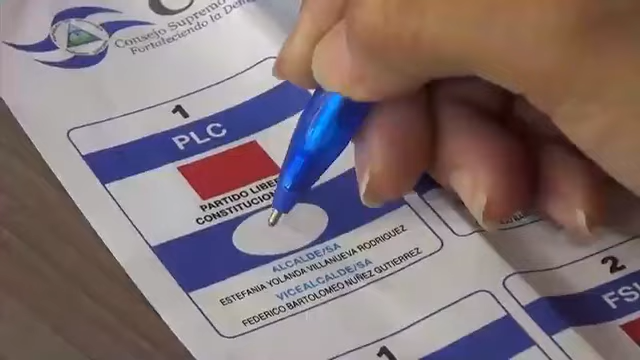 Consejo Supremo
Fortaleciendo la
1
PLC
PARTIDO LIBE
CONSTITUCION
ALCALDE/SA
ESTEFANIA YOLANDA VILLANUEVA RODRIGUEZ
VICEALCALDE/SA
FEDERICO BARTOLOMEO NUÑEZ GUTIERREZ
2
FSL
1